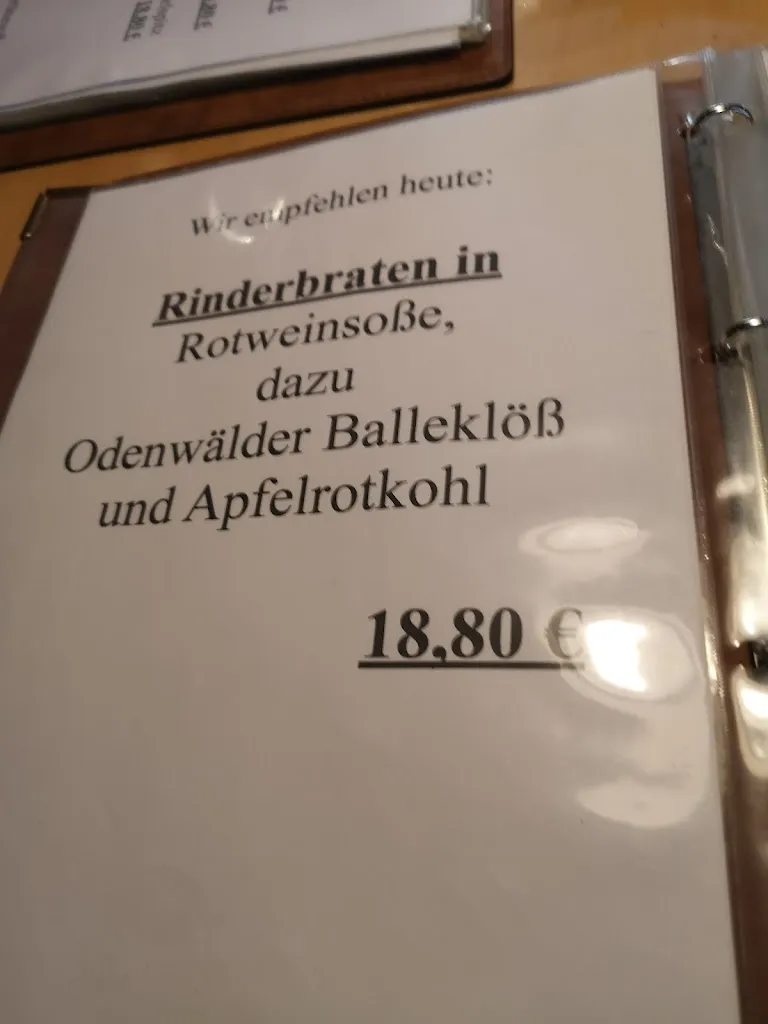 Wir empfehlen heute:
Rinderbraten in
Rotweinsoße,
dazu
Odenwälder Balleklöß
und Apfelrotkohl
18,80 €